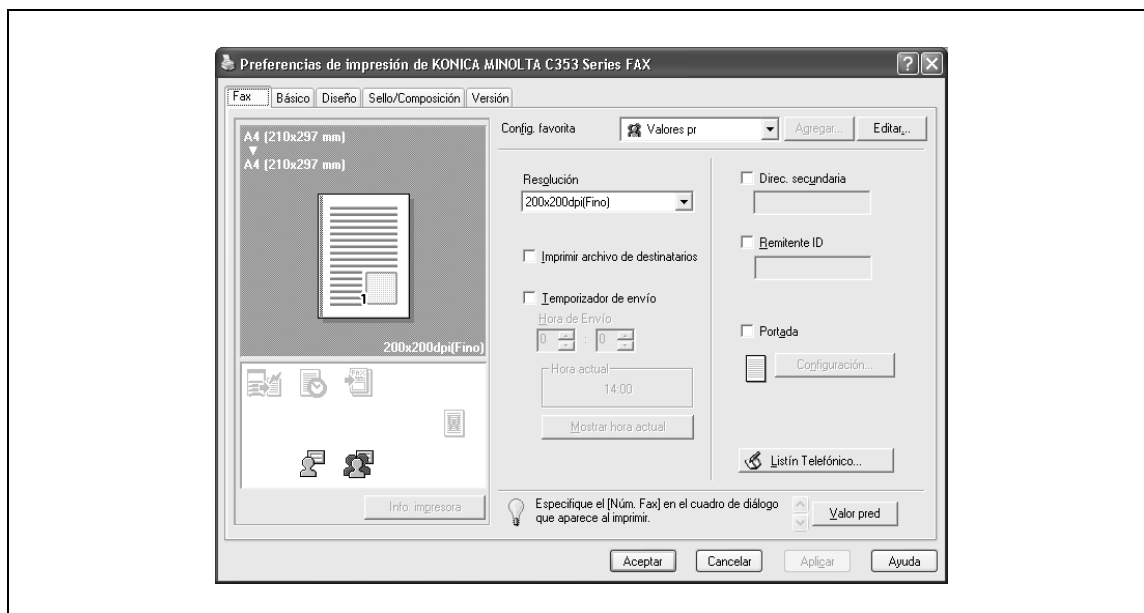 Preferencias de impresión de KONICA MINOLTA C353 Series FAX
Fax Básico Diseño Sello/Composición Versión
A4 (210x297 mm)
A4 (210x297 mm)
1
200x200dpi(Fino)
Info. impresora
Config. favorita Valores pr Agregar... Editar...
Resolución
200x200dpi(Fino)
Imprimir archivo de destinatarios
Temporizador de envío
Hora de Envío
0 : 0
Hora actual
14:00
Mostrar hora actual
Direc. secundaria
Remitente ID
Portada
Configuración...
Listín Telefónico...
Especifique el [Núm. Fax] en el cuadro de diálogo
que aparece al imprimir.
Valor pred
Aceptar Cancelar Aplicar Ayuda